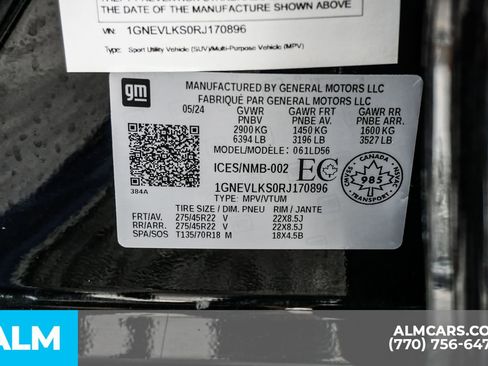 THE DATE OF THE MANUFACTURE SHOWN ABOVE
VIN: 1GNEVLKS0RJ170896
Type: Sport Utility Vehicle (SUV)/Multi-Purpose Vehicle (MPV)
gm
MANUFACTURED BY GENERAL MOTORS LLC
FABRIQUÉ PAR GENERAL MOTORS LLC
05/24 GVWR GAWR FRT GAWR RR
PNBV PNBE AV. PNBE ARR.
2900 KG 1450 KG 1600 KG
6394 LB 3196 LB 3527 LB
MODEL/MODÈLE: 061LD56
ICES/NMB-002 EC
CANADA
985
384A
1GNEVLKS0RJ170896
TYPE: MPV/VTUM
TIRE SIZE / DIM. PNEU RIM / JANTE
FRT/AV. 275/45R22 V 22X8.5J
RR/ARR. 275/45R22 V 22X8.5J
SPA/SOS T135/70R18 M 18X4.5B
ALM
ALMCARS.COM
(770) 756-647